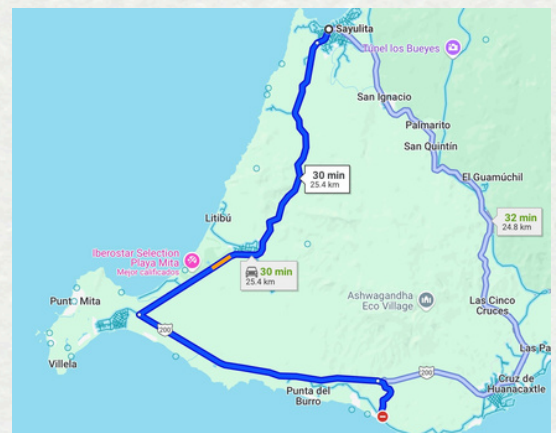 Sayulita
Túnel los Bueyes
San Ignacio
Palmarito
San Quintín
El Guamúchil
30 min
25.4 km
Litibú
32 min
24.8 km
Iberostar Selection
Playa Mita
Mejor calificados
30 min
25.4 km
Punta Mita
Ashwagandha
Eco Village
Las Cinco
Cruces
200
Villela
Las Pa
200
Punta del
Burro
Cruz de
Huanacaxtle